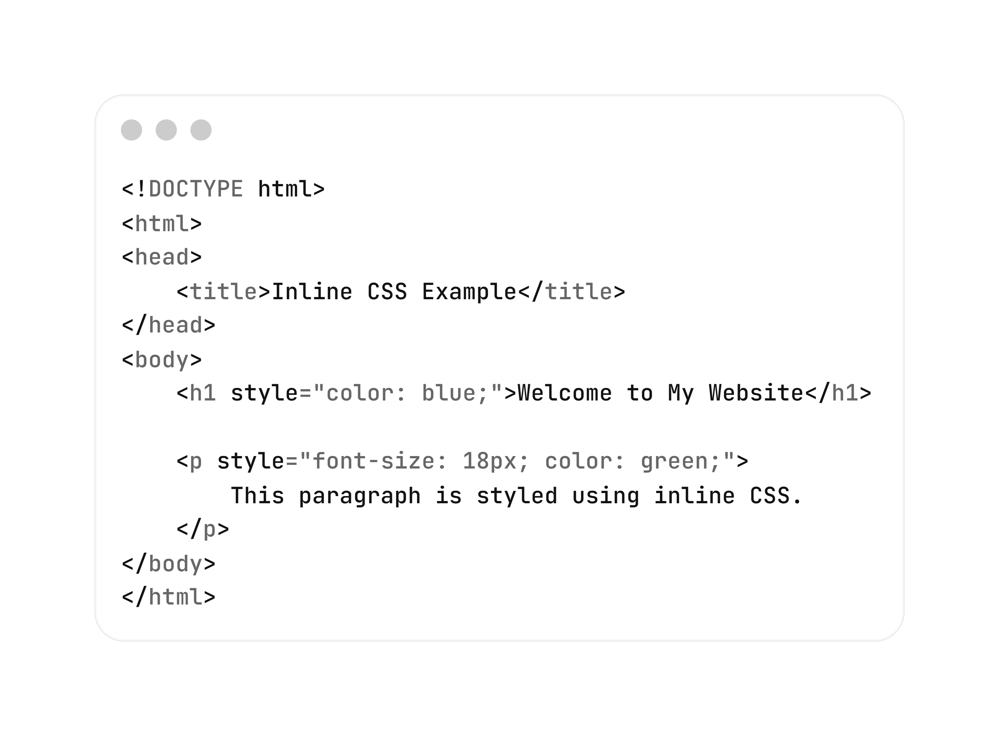 <!DOCTYPE html>
<html>
<head>
    <title>Inline CSS Example</title>
</head>
<body>
    <h1 style="color: blue;">Welcome to My Website</h1>

    <p style="font-size: 18px; color: green;">
        This paragraph is styled using inline CSS.
    </p>
</body>
</html>